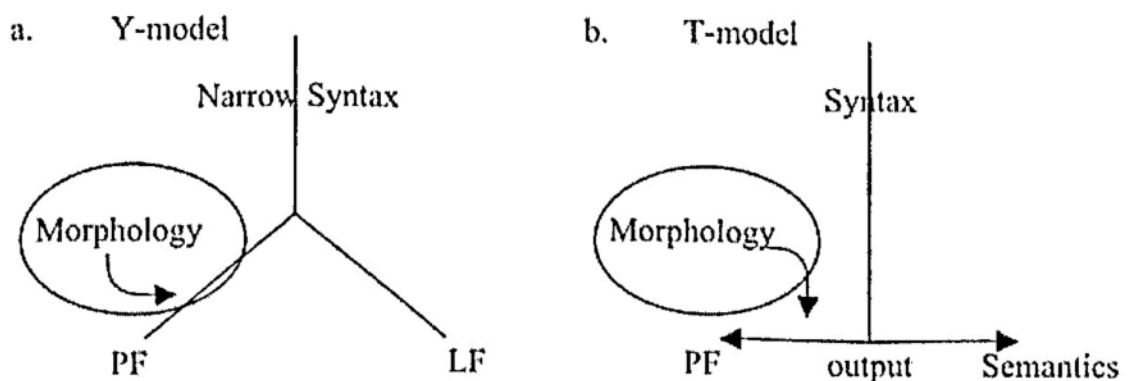 a. Y-model
Narrow Syntax
Morphology
PF LF
b. T-model
Syntax
Morphology
PF output Semantics